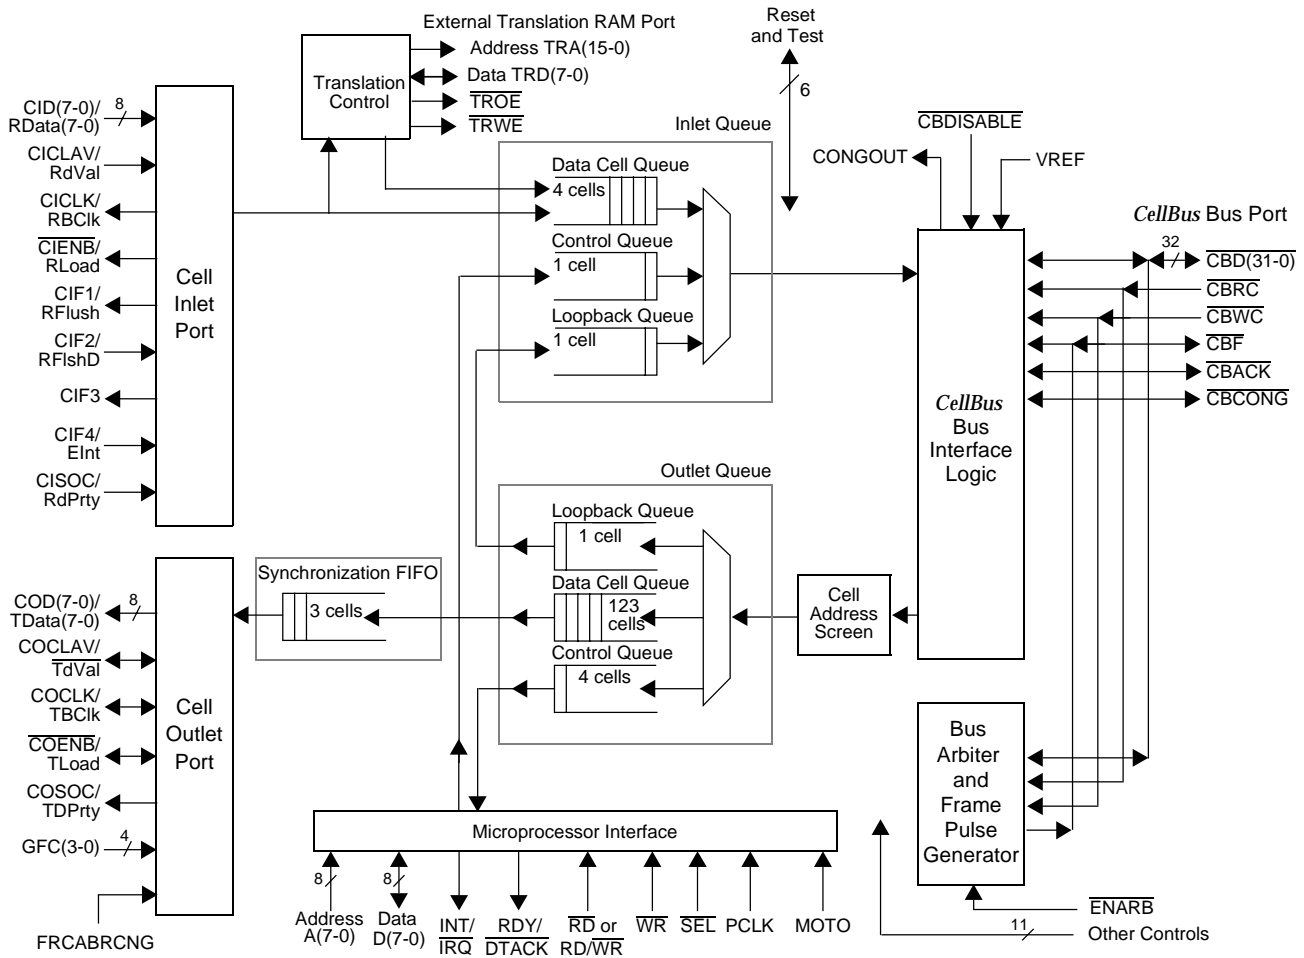 External Translation RAM Port
Address TRA(15-0)
Data TRD(7-0)
TROE
TRWE
Translation
Control
Reset
and Test
6
CBDISABLE
CONGOUT
VREF
CellBus Bus Port
32
CBD(31-0)
CBRC
CBWC
CBF
CBACK
CBCONG
CID(7-0)/
RData(7-0)
8
CICLAV/
RdVal
CICLK/
RBClk
CIENB/
RLoad
CIF1/
RFlush
CIF2/
RFlshD
CIF3
CIF4/
EInt
CISOC/
RdPrty
Cell
Inlet
Port
Inlet Queue
Data Cell Queue
4 cells
Control Queue
1 cell
Loopback Queue
1 cell
CellBus
Bus
Interface
Logic
Outlet Queue
Loopback Queue
1 cell
Data Cell Queue
123
cells
Control Queue
4 cells
Cell
Address
Screen
Synchronization FIFO
3 cells
COD(7-0)/
TData(7-0)
8
COCLAV/
TdVal
COCLK/
TBClk
COENB/
TLoad
COSOC/
TDPrty
GFC(3-0)
4
FRCABRCNG
Cell
Outlet
Port
Bus
Arbiter
and
Frame
Pulse
Generator
Microprocessor Interface
8
Address
A(7-0)
8
Data
D(7-0)
INT/
IRQ
RDY/
DTACK
RD or
RD/WR
WR
SEL
PCLK
MOTO
ENARB
11
Other Controls